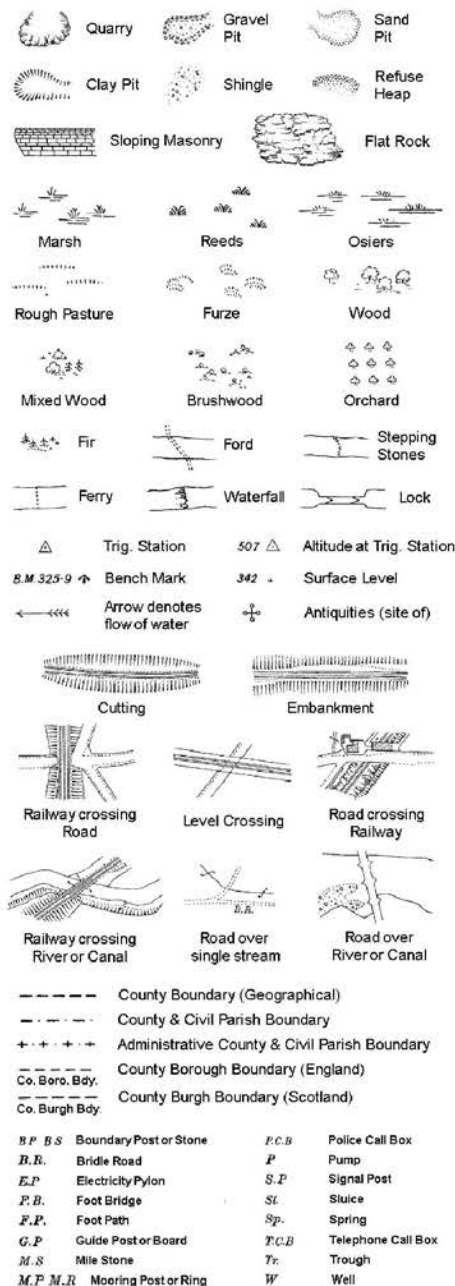 Quarry
Gravel
Pit
Sand
Pit
Clay Pit
Shingle
Refuse
Heap
Sloping Masonry
Flat Rock
Marsh
Reeds
Osiers
Rough Pasture
Furze
Wood
Mixed Wood
Brushwood
Orchard
Fir
Ford
Stepping
Stones
Ferry
Waterfall
Lock
Trig. Station
507 Altitude at Trig. Station
B.M.325·9 Bench Mark
342 Surface Level
Arrow denotes
flow of water
Antiquities (site of)
Cutting
Embankment
Railway crossing
Road
Level Crossing
Road crossing
Railway
B.R.
Railway crossing
River or Canal
Road over
single stream
Road over
River or Canal
County Boundary (Geographical)
County & Civil Parish Boundary
Administrative County & Civil Parish Boundary
Co. Boro. Bdy. County Borough Boundary (England)
Co. Burgh Bdy. County Burgh Boundary (Scotland)
B P B S Boundary Post or Stone
B.R. Bridle Road
E.P Electricity Pylon
F.B. Foot Bridge
F.P. Foot Path
G.P Guide Post or Board
M.S Mile Stone
M.P M.R Mooring Post or Ring
P.C.B Police Call Box
P Pump
S.P Signal Post
Sl. Sluice
Sp. Spring
T.C.B Telephone Call Box
Tr. Trough
W Well